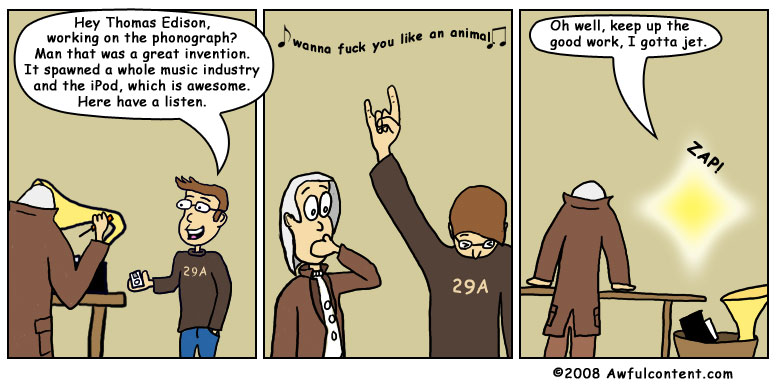 Hey Thomas Edison,
working on the phonograph?
Man that was a great invention.
It spawned a whole music industry
and the iPod, which is awesome.
Here have a listen.
29A
♪ wanna fuck you like an animal ♫
29A
Oh well, keep up the
good work, I gotta jet.
ZAP!
©2008 Awfulcontent.com